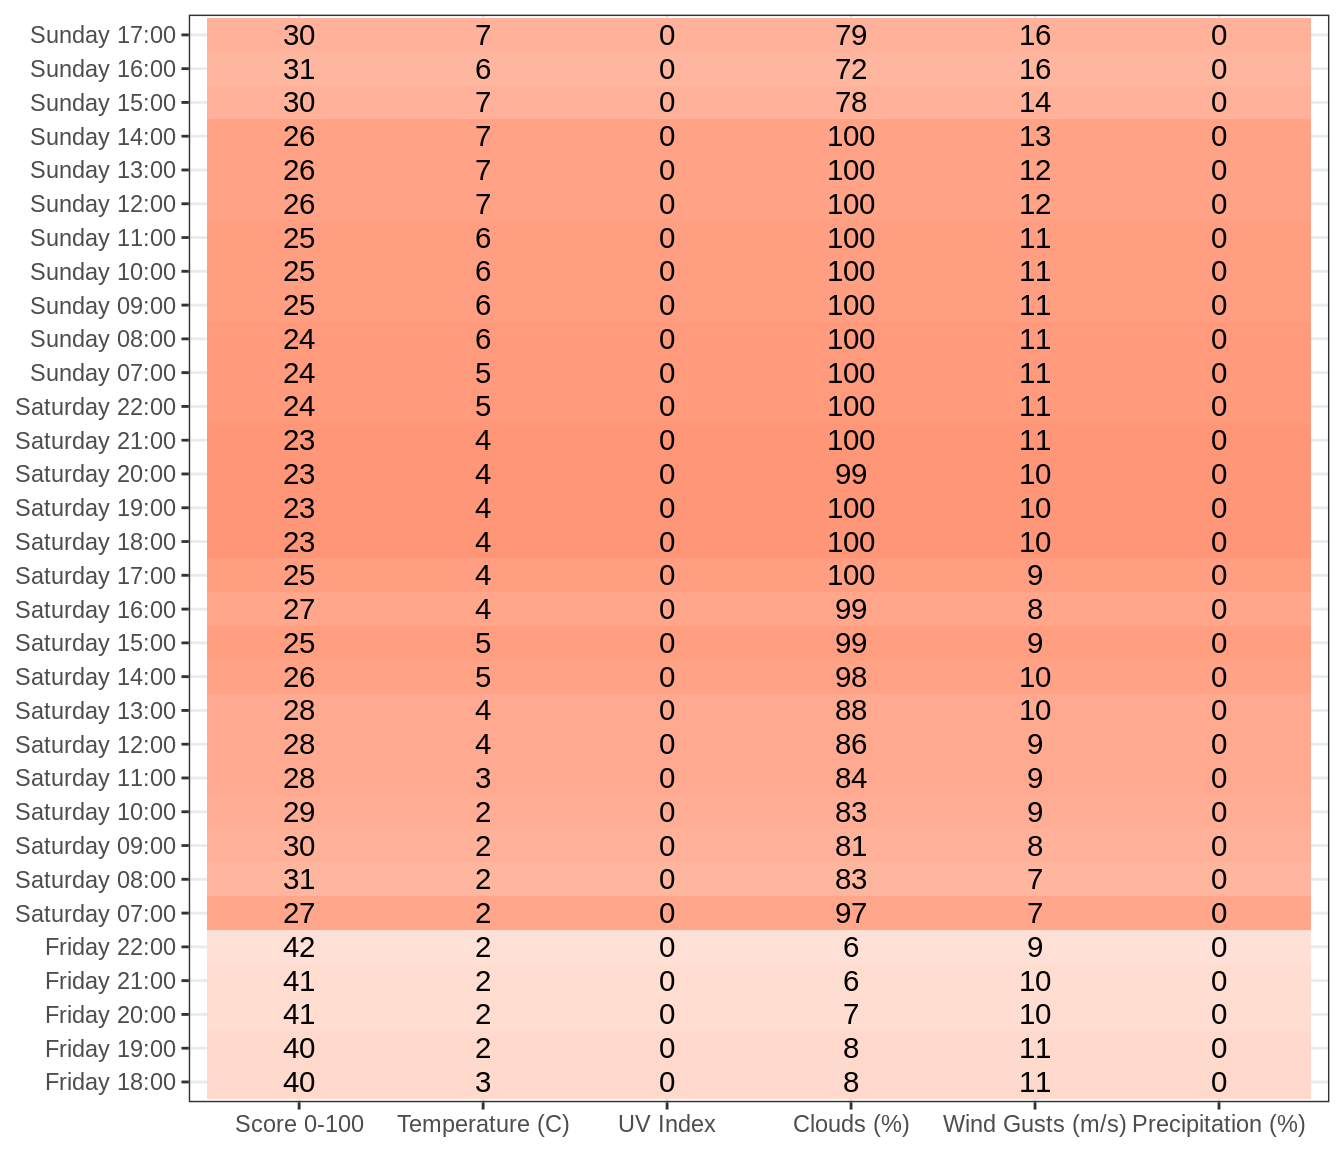 Sunday 17:00 30 7 0 79 16 0
Sunday 16:00 31 6 0 72 16 0
Sunday 15:00 30 7 0 78 14 0
Sunday 14:00 26 7 0 100 13 0
Sunday 13:00 26 7 0 100 12 0
Sunday 12:00 26 7 0 100 12 0
Sunday 11:00 25 6 0 100 11 0
Sunday 10:00 25 6 0 100 11 0
Sunday 09:00 25 6 0 100 11 0
Sunday 08:00 24 6 0 100 11 0
Sunday 07:00 24 5 0 100 11 0
Saturday 22:00 24 5 0 100 11 0
Saturday 21:00 23 4 0 100 11 0
Saturday 20:00 23 4 0 99 10 0
Saturday 19:00 23 4 0 100 10 0
Saturday 18:00 23 4 0 100 10 0
Saturday 17:00 25 4 0 100 9 0
Saturday 16:00 27 4 0 99 8 0
Saturday 15:00 25 5 0 99 9 0
Saturday 14:00 26 5 0 98 10 0
Saturday 13:00 28 4 0 88 10 0
Saturday 12:00 28 4 0 86 9 0
Saturday 11:00 28 3 0 84 9 0
Saturday 10:00 29 2 0 83 9 0
Saturday 09:00 30 2 0 81 8 0
Saturday 08:00 31 2 0 83 7 0
Saturday 07:00 27 2 0 97 7 0
Friday 22:00 42 2 0 6 9 0
Friday 21:00 41 2 0 6 10 0
Friday 20:00 41 2 0 7 10 0
Friday 19:00 40 2 0 8 11 0
Friday 18:00 40 3 0 8 11 0
Score 0-100 Temperature (C) UV Index Clouds (%) Wind Gusts (m/s) Precipitation (%)